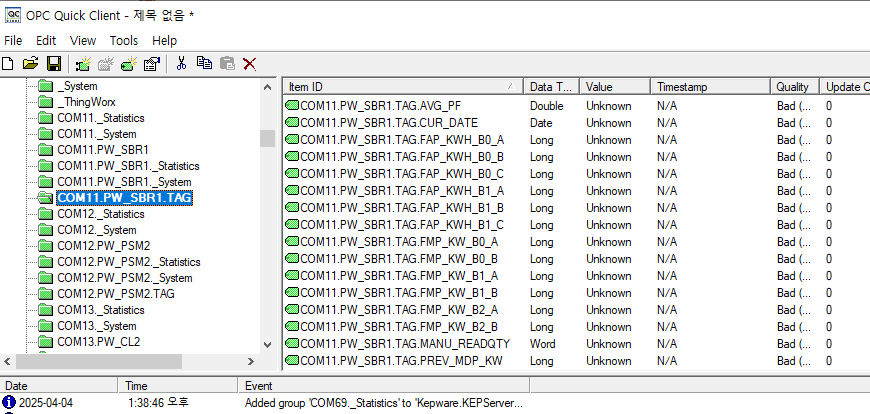 OPC Quick Client - 제목 없음 *
File Edit View Tools Help
_System
_ThingWorx
COM11._Statistics
COM11._System
COM11.PW_SBR1
COM11.PW_SBR1._Statistics
COM11.PW_SBR1._System
COM11.PW_SBR1.TAG
COM12._Statistics
COM12._System
COM12.PW_PSM2
COM12.PW_PSM2._Statistics
COM12.PW_PSM2._System
COM12.PW_PSM2.TAG
COM13._Statistics
COM13._System
COM13.PW_CL2
Item ID Data T... Value Timestamp Quality Update C
COM11.PW_SBR1.TAG.AVG_PF Double Unknown N/A Bad (... 0
COM11.PW_SBR1.TAG.CUR_DATE Date Unknown N/A Bad (... 0
COM11.PW_SBR1.TAG.FAP_KWH_B0_A Long Unknown N/A Bad (... 0
COM11.PW_SBR1.TAG.FAP_KWH_B0_B Long Unknown N/A Bad (... 0
COM11.PW_SBR1.TAG.FAP_KWH_B0_C Long Unknown N/A Bad (... 0
COM11.PW_SBR1.TAG.FAP_KWH_B1_A Long Unknown N/A Bad (... 0
COM11.PW_SBR1.TAG.FAP_KWH_B1_B Long Unknown N/A Bad (... 0
COM11.PW_SBR1.TAG.FAP_KWH_B1_C Long Unknown N/A Bad (... 0
COM11.PW_SBR1.TAG.FMP_KW_B0_A Long Unknown N/A Bad (... 0
COM11.PW_SBR1.TAG.FMP_KW_B0_B Long Unknown N/A Bad (... 0
COM11.PW_SBR1.TAG.FMP_KW_B1_A Long Unknown N/A Bad (... 0
COM11.PW_SBR1.TAG.FMP_KW_B1_B Long Unknown N/A Bad (... 0
COM11.PW_SBR1.TAG.FMP_KW_B2_A Long Unknown N/A Bad (... 0
COM11.PW_SBR1.TAG.FMP_KW_B2_B Long Unknown N/A Bad (... 0
COM11.PW_SBR1.TAG.MANU_READQTY Word Unknown N/A Bad (... 0
COM11.PW_SBR1.TAG.PREV_MDP_KW Long Unknown N/A Bad (... 0
Date Time Event
2025-04-04 1:38:46 오후 Added group 'COM69._Statistics' to 'Kepware.KEPServer...